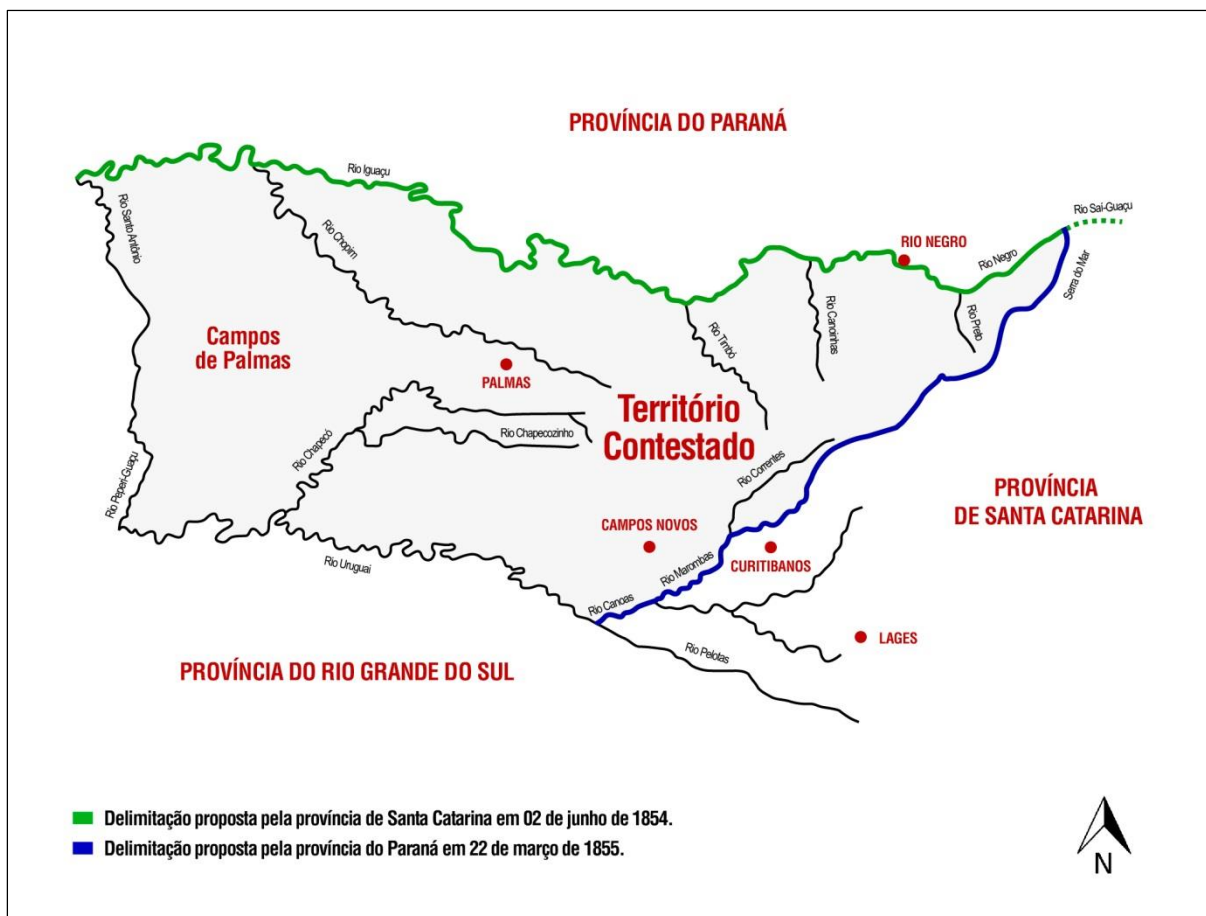 PROVÍNCIA DO PARANÁ
Rio Iguaçu
Rio Santo Antônio
Rio Chopim
Rio Saí-Guaçu
RIO NEGRO
Rio Negro
Serra do Mar
Rio Canoinhas
Rio Preto
Rio Timbó
Campos
de Palmas
PALMAS
Território
Contestado
Rio Chapecó
Rio Chapecozinho
Rio Correntes
Rio Peperi-Guaçu
PROVÍNCIA
DE SANTA CATARINA
CAMPOS NOVOS
CURITIBANOS
Rio Uruguai
Rio Marombas
Rio Canoas
LAGES
Rio Pelotas
PROVÍNCIA DO RIO GRANDE DO SUL
Delimitação proposta pela província de Santa Catarina em 02 de junho de 1854.
Delimitação proposta pela província do Paraná em 22 de março de 1855.
N